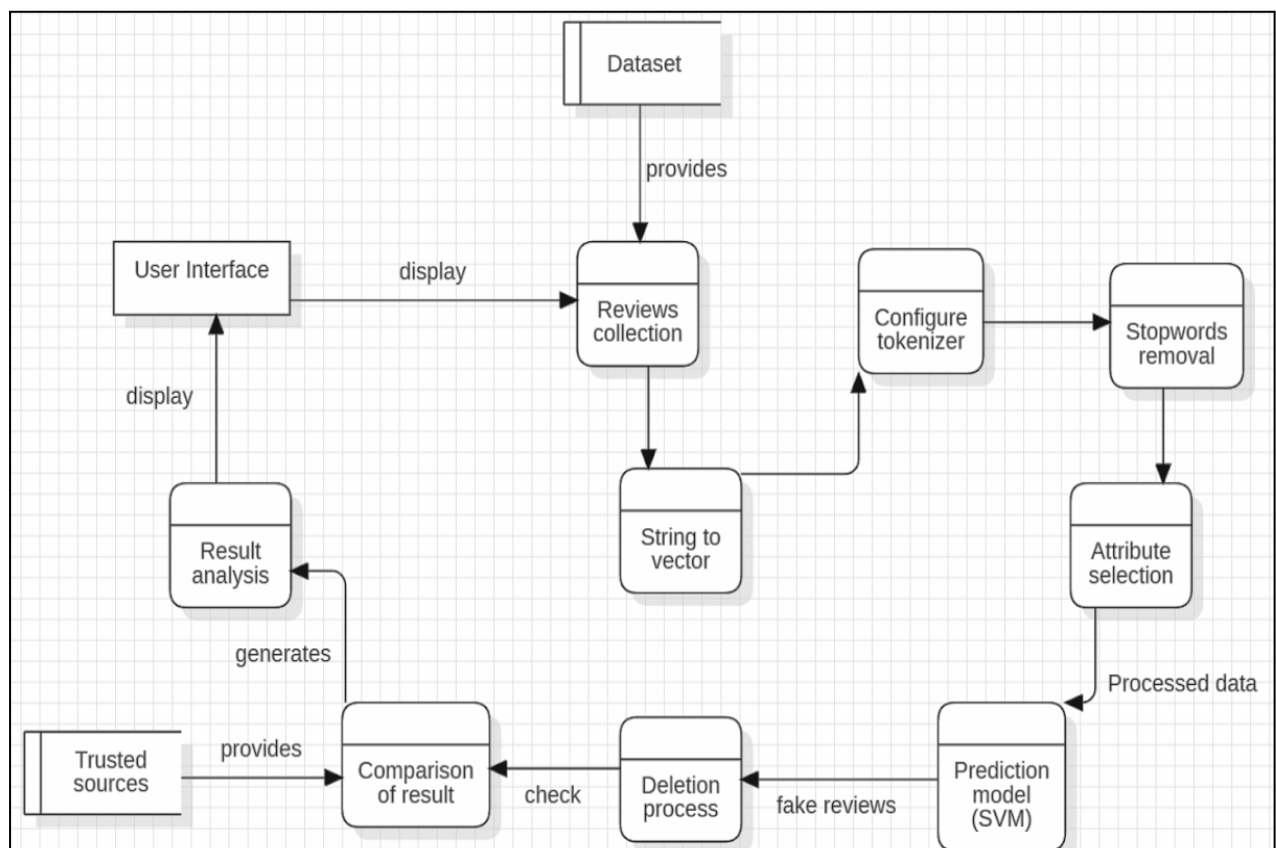 Dataset
provides
User Interface
display
Reviews
collection
Configure
tokenizer
Stopwords
removal
display
String to
vector
Result
analysis
Attribute
selection
generates
Processed data
Trusted
sources
provides
Comparison
of result
check
Deletion
process
fake reviews
Prediction
model
(SVM)